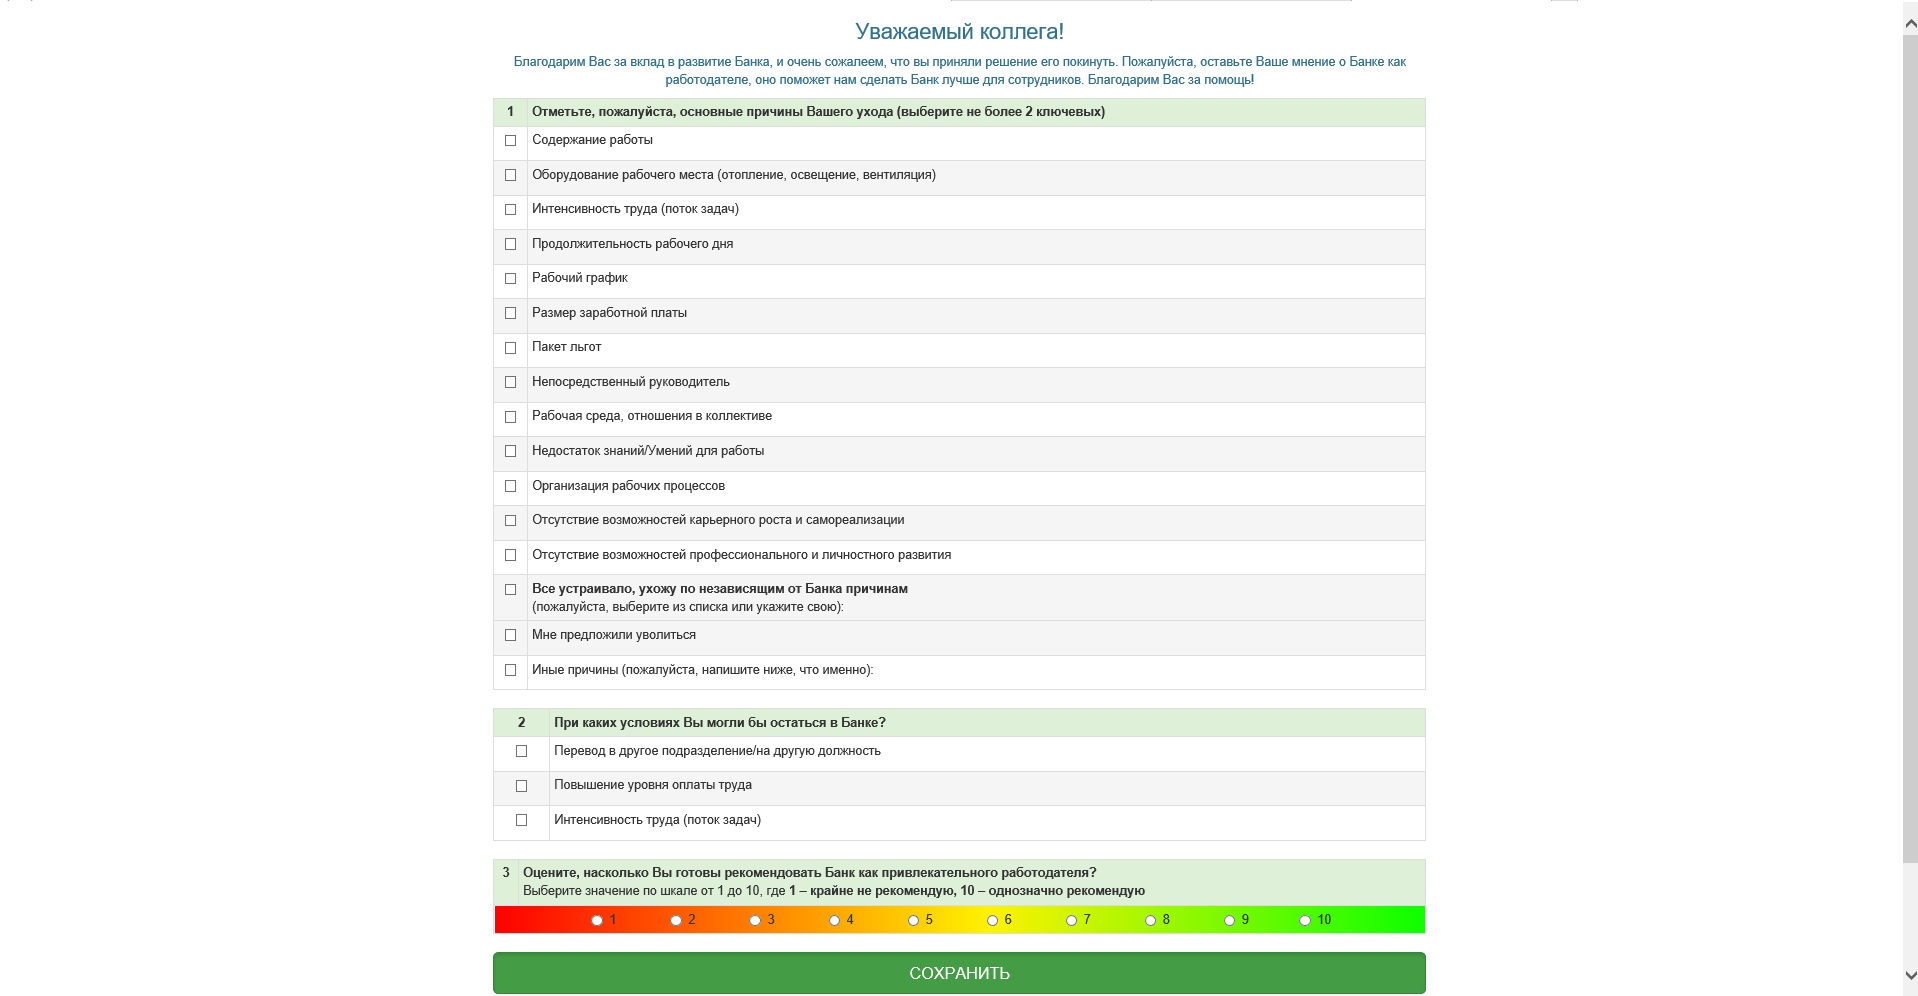 Уважаемый коллега!
Благодарим Вас за вклад в развитие Банка, и очень сожалеем, что вы приняли решение его покинуть. Пожалуйста, оставьте Ваше мнение о Банке как
работодателе, оно поможет нам сделать Банк лучше для сотрудников. Благодарим Вас за помощь!
1 Отметьте, пожалуйста, основные причины Вашего ухода (выберите не более 2 ключевых)
Содержание работы
Оборудование рабочего места (отопление, освещение, вентиляция)
Интенсивность труда (поток задач)
Продолжительность рабочего дня
Рабочий график
Размер заработной платы
Пакет льгот
Непосредственный руководитель
Рабочая среда, отношения в коллективе
Недостаток знаний/Умений для работы
Организация рабочих процессов
Отсутствие возможностей карьерного роста и самореализации
Отсутствие возможностей профессионального и личностного развития
Все устраивало, ухожу по независящим от Банка причинам
(пожалуйста, выберите из списка или укажите свою):
Мне предложили уволиться
Иные причины (пожалуйста, напишите ниже, что именно):
2 При каких условиях Вы могли бы остаться в Банке?
Перевод в другое подразделение/на другую должность
Повышение уровня оплаты труда
Интенсивность труда (поток задач)
3 Оцените, насколько Вы готовы рекомендовать Банк как привлекательного работодателя?
Выберите значение по шкале от 1 до 10, где 1 – крайне не рекомендую, 10 – однозначно рекомендую
1 2 3 4 5 6 7 8 9 10
СОХРАНИТЬ